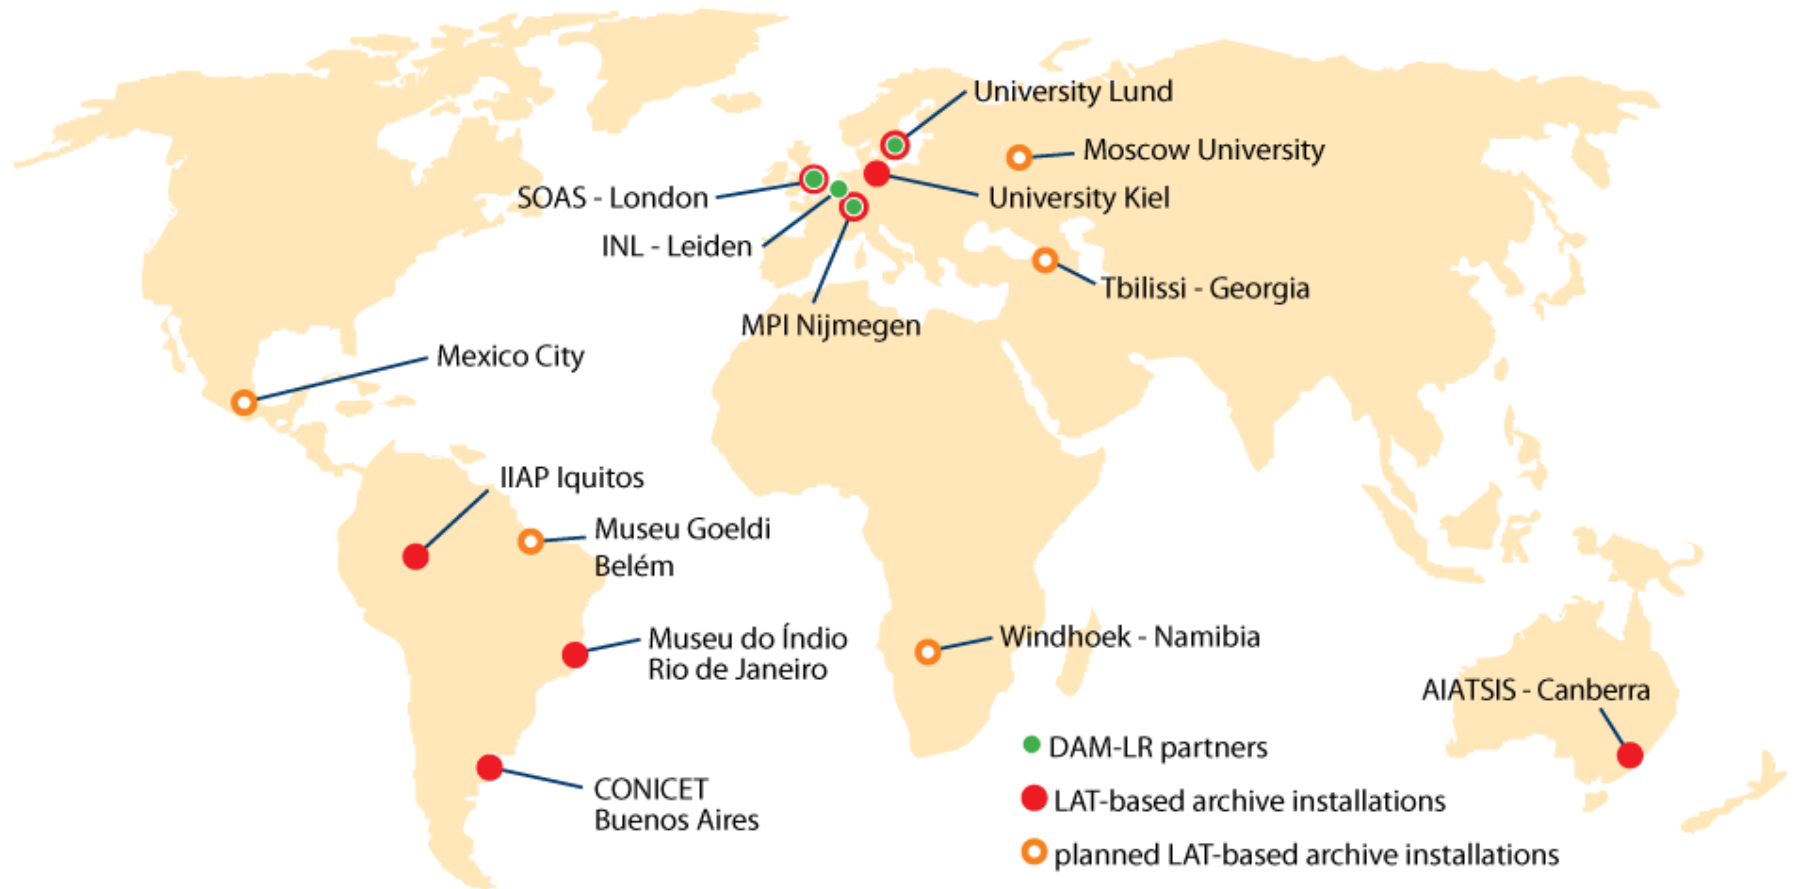 University Lund
Moscow University
SOAS - London
University Kiel
INL - Leiden
Tbilissi - Georgia
MPI Nijmegen
Mexico City
IIAP Iquitos
Museu Goeldi
Belém
Museu do Índio
Rio de Janeiro
Windhoek - Namibia
AIATSIS - Canberra
CONICET
Buenos Aires
DAM-LR partners
LAT-based archive installations
planned LAT-based archive installations